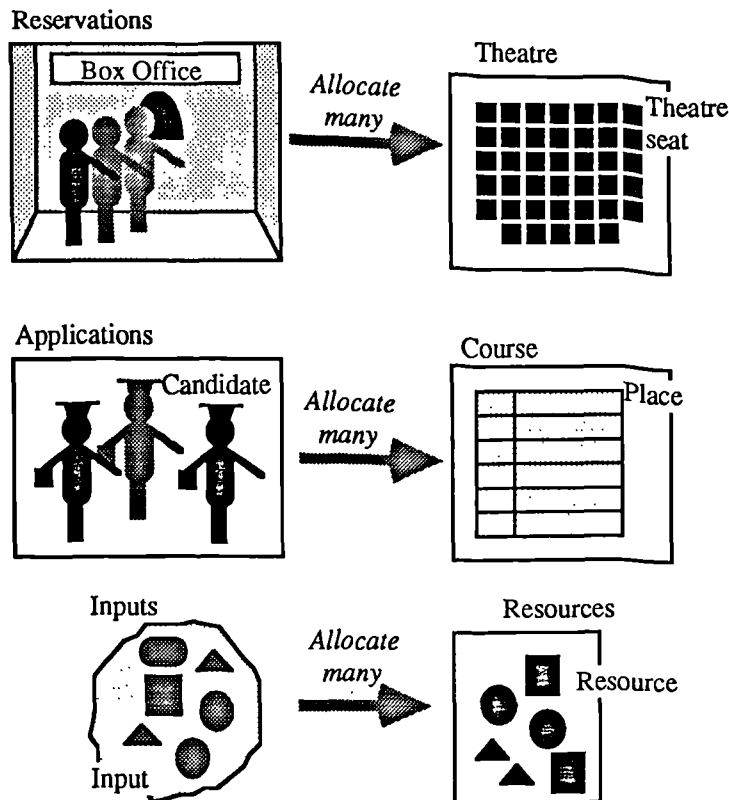 Reservations
Box Office
Allocate
many
Theatre
Theatre
seat
Applications
Candidate
Allocate
many
Course
Place
Inputs
Input
Allocate
many
Resources
Resource